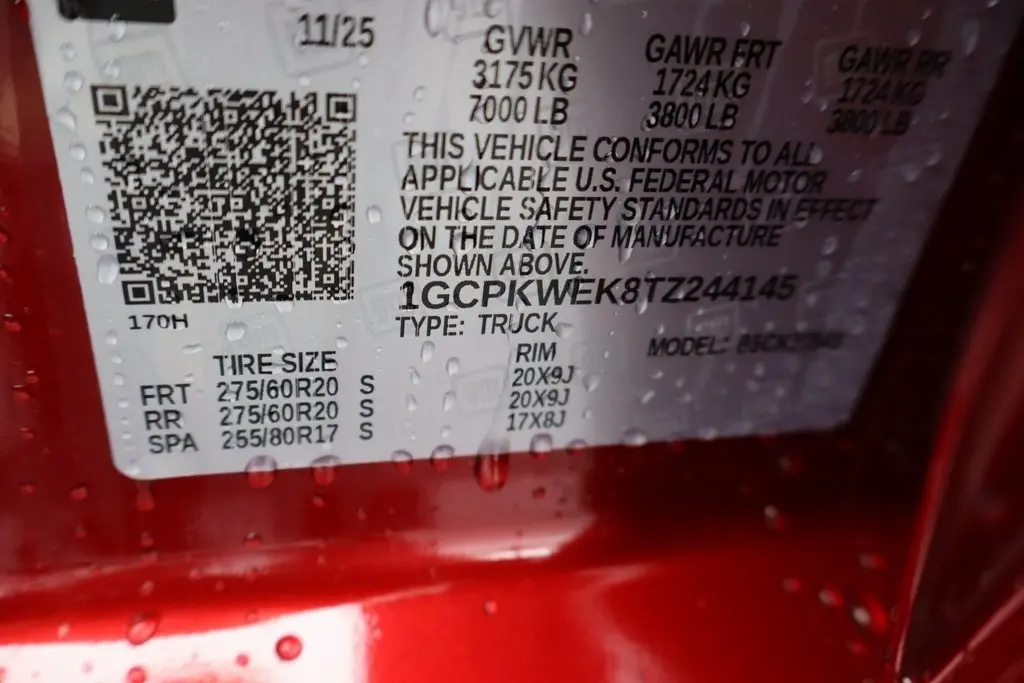 11/25
GVWR GAWR FRT GAWR RR
3175 KG 1724 KG 1724 KG
7000 LB 3800 LB 3800 LB
THIS VEHICLE CONFORMS TO ALL
APPLICABLE U.S. FEDERAL MOTOR
VEHICLE SAFETY STANDARDS IN EFFECT
ON THE DATE OF MANUFACTURE
SHOWN ABOVE.
1GCPKWEK8TZ244145
170H
TYPE: TRUCK
MODEL:
TIRE SIZE RIM
FRT 275/60R20 S 20X9J
RR 275/60R20 S 20X9J
SPA 255/80R17 S 17X8J